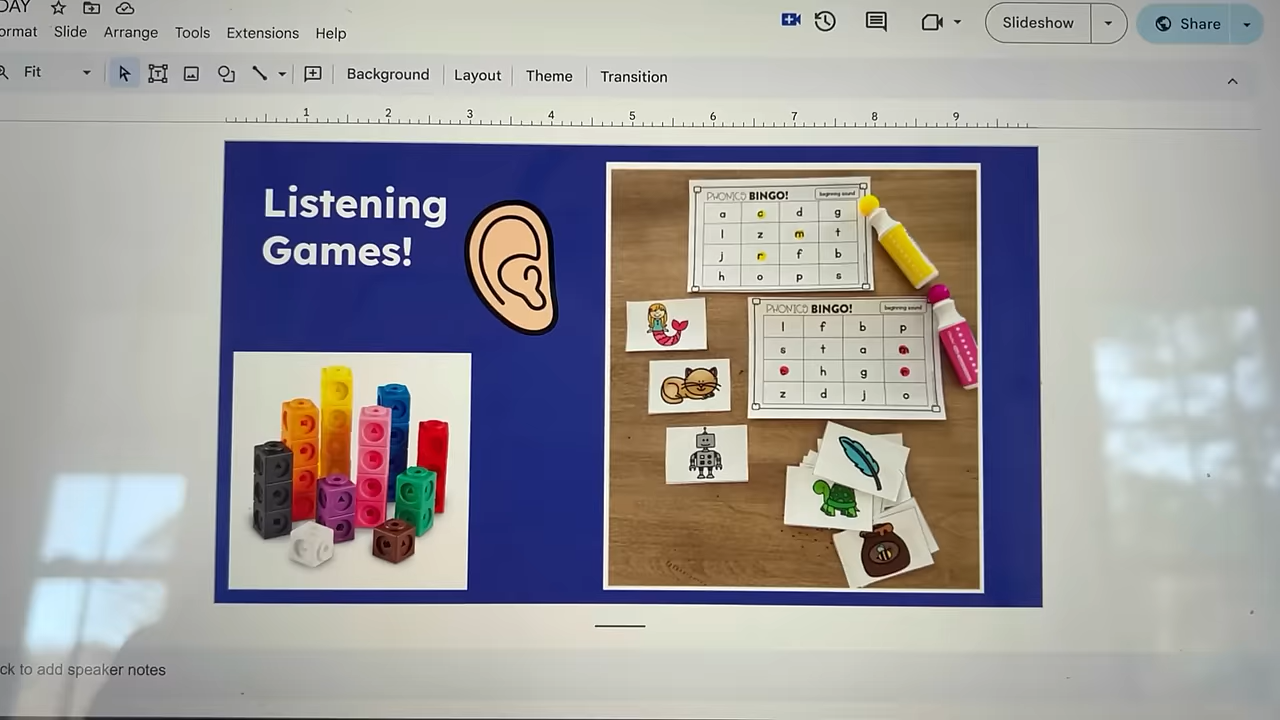 DAY
ormat Slide Arrange Tools Extensions Help
Slideshow
Share
Fit
Background Layout Theme Transition
1 2 3 4 5 6 7 8 9
Listening
Games!
PHONICS BINGO! beginning sound
a c d g
l z m t
j r f b
h o p s
PHONICS BINGO! beginning sound
l f b p
s t a m
h g
z d j o
ck to add speaker notes